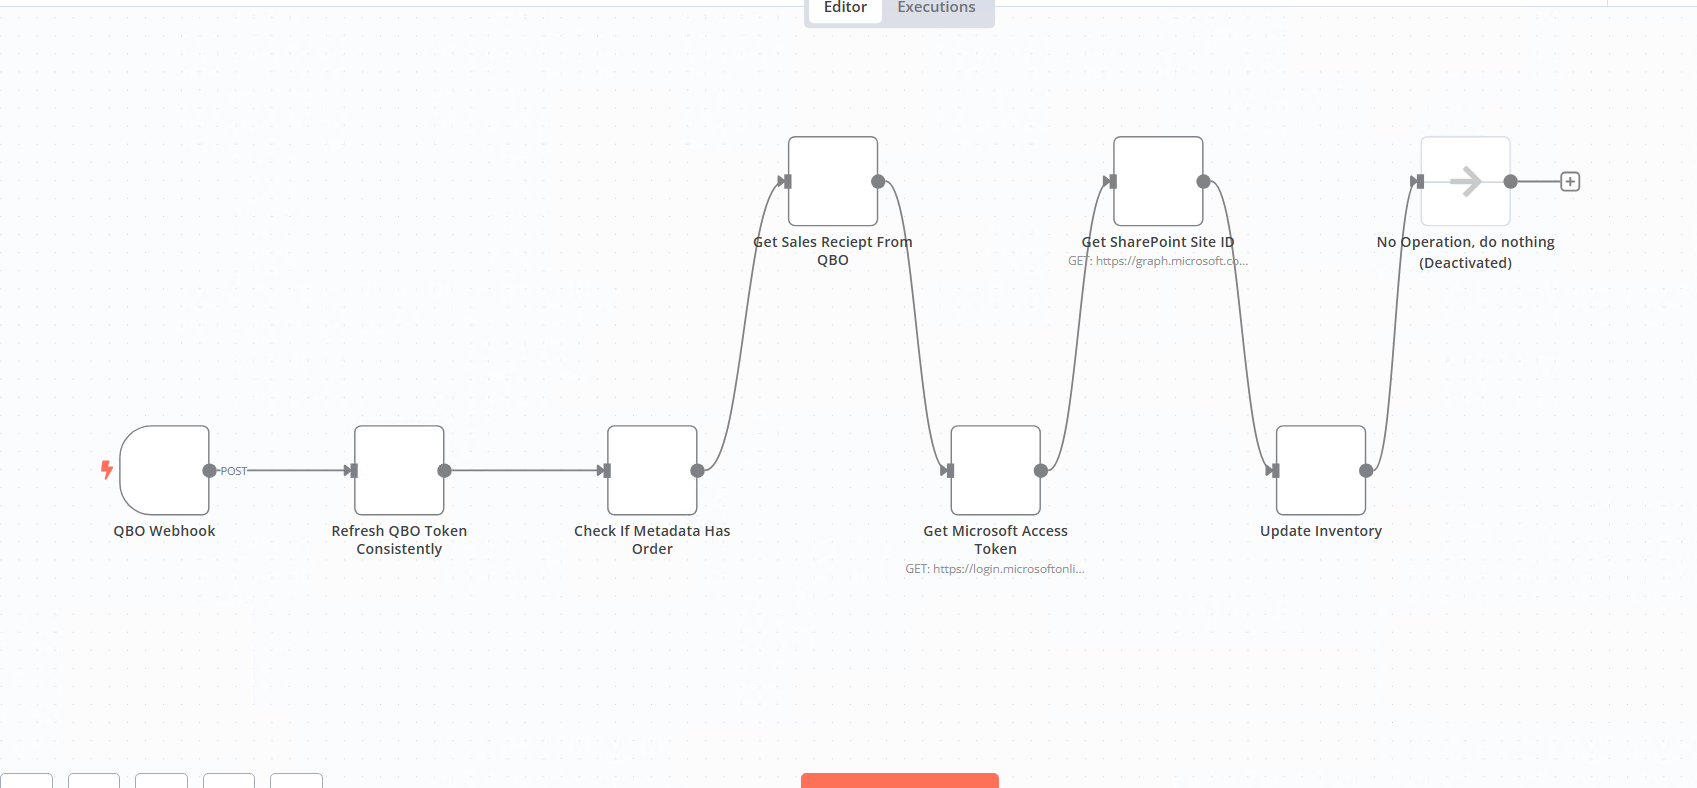 Editor
Executions
Get Sales Reciept From
QBO
Get SharePoint Site ID
GET: https://graph.microsoft.co...
No Operation, do nothing
(Deactivated)
POST
QBO Webhook
Refresh QBO Token
Consistently
Check If Metadata Has
Order
Get Microsoft Access
Token
GET: https://login.microsoftonli...
Update Inventory